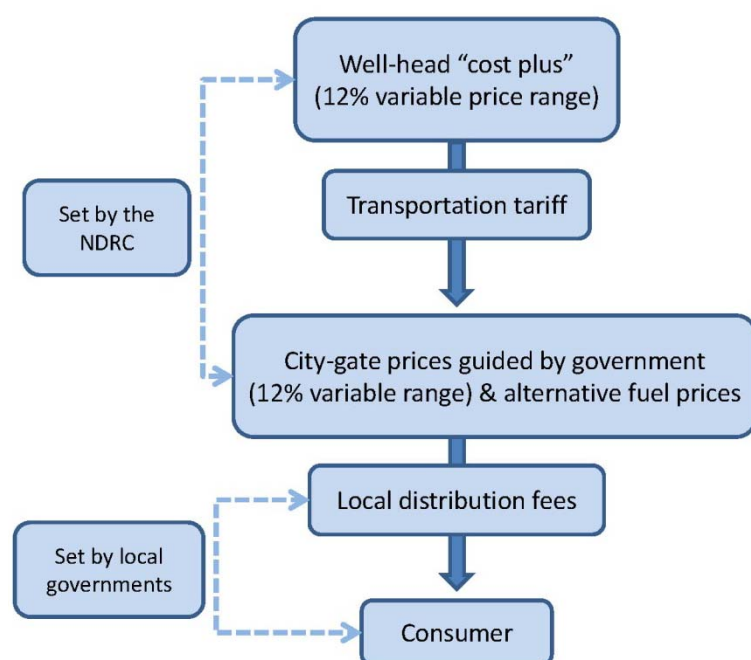 Well-head “cost plus”
(12% variable price range)
Set by the
NDRC
Transportation tariff
City-gate prices guided by government
(12% variable range) & alternative fuel prices
Local distribution fees
Set by local
governments
Consumer